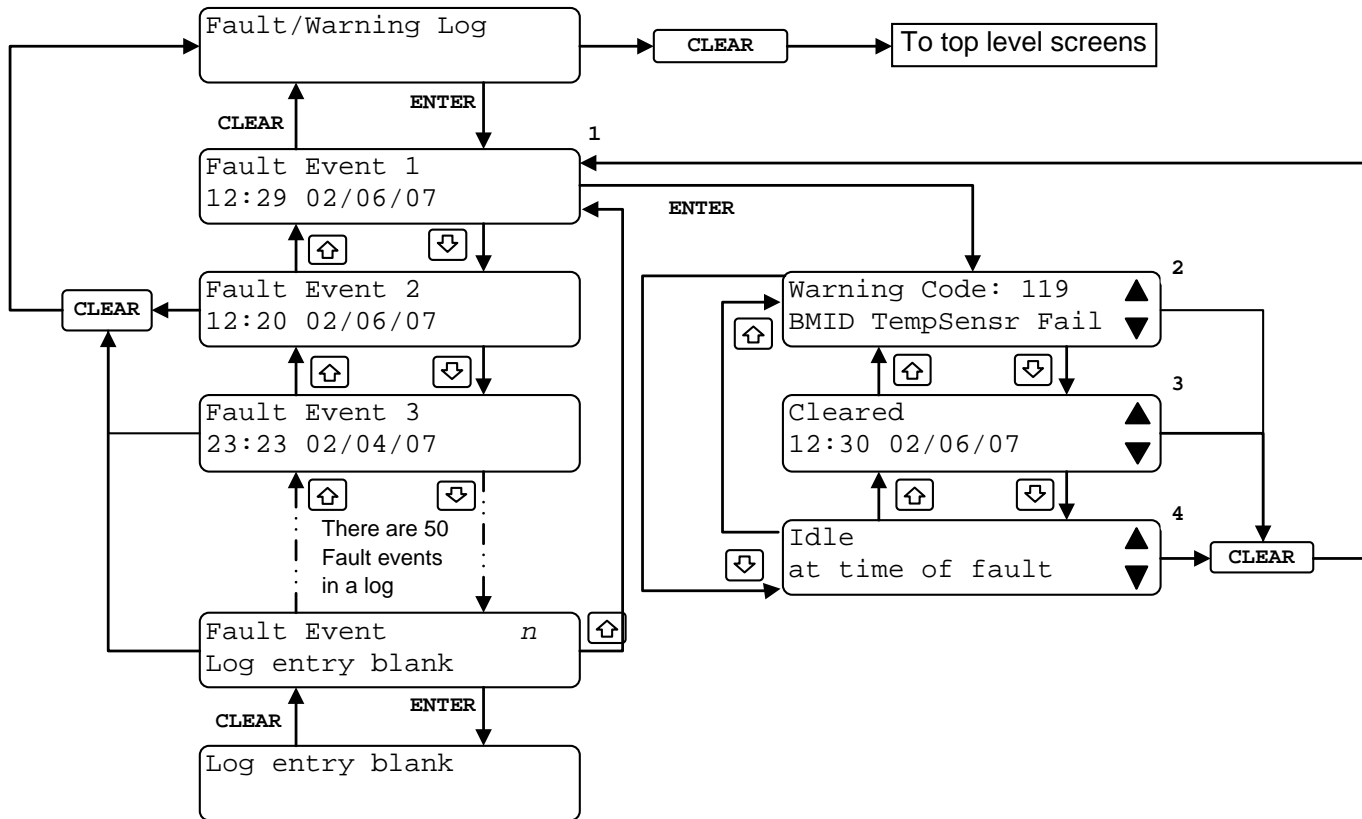 Fault/Warning Log
CLEAR
To top level screens
CLEAR
ENTER
1
Fault Event 1
12:29 02/06/07
ENTER
Fault Event 2
12:20 02/06/07
CLEAR
2
Warning Code: 119
BMID TempSensr Fail
Fault Event 3
23:23 02/04/07
3
Cleared
12:30 02/06/07
There are 50
Fault events
in a log
4
Idle
at time of fault
CLEAR
Fault Event n
Log entry blank
CLEAR
ENTER
Log entry blank